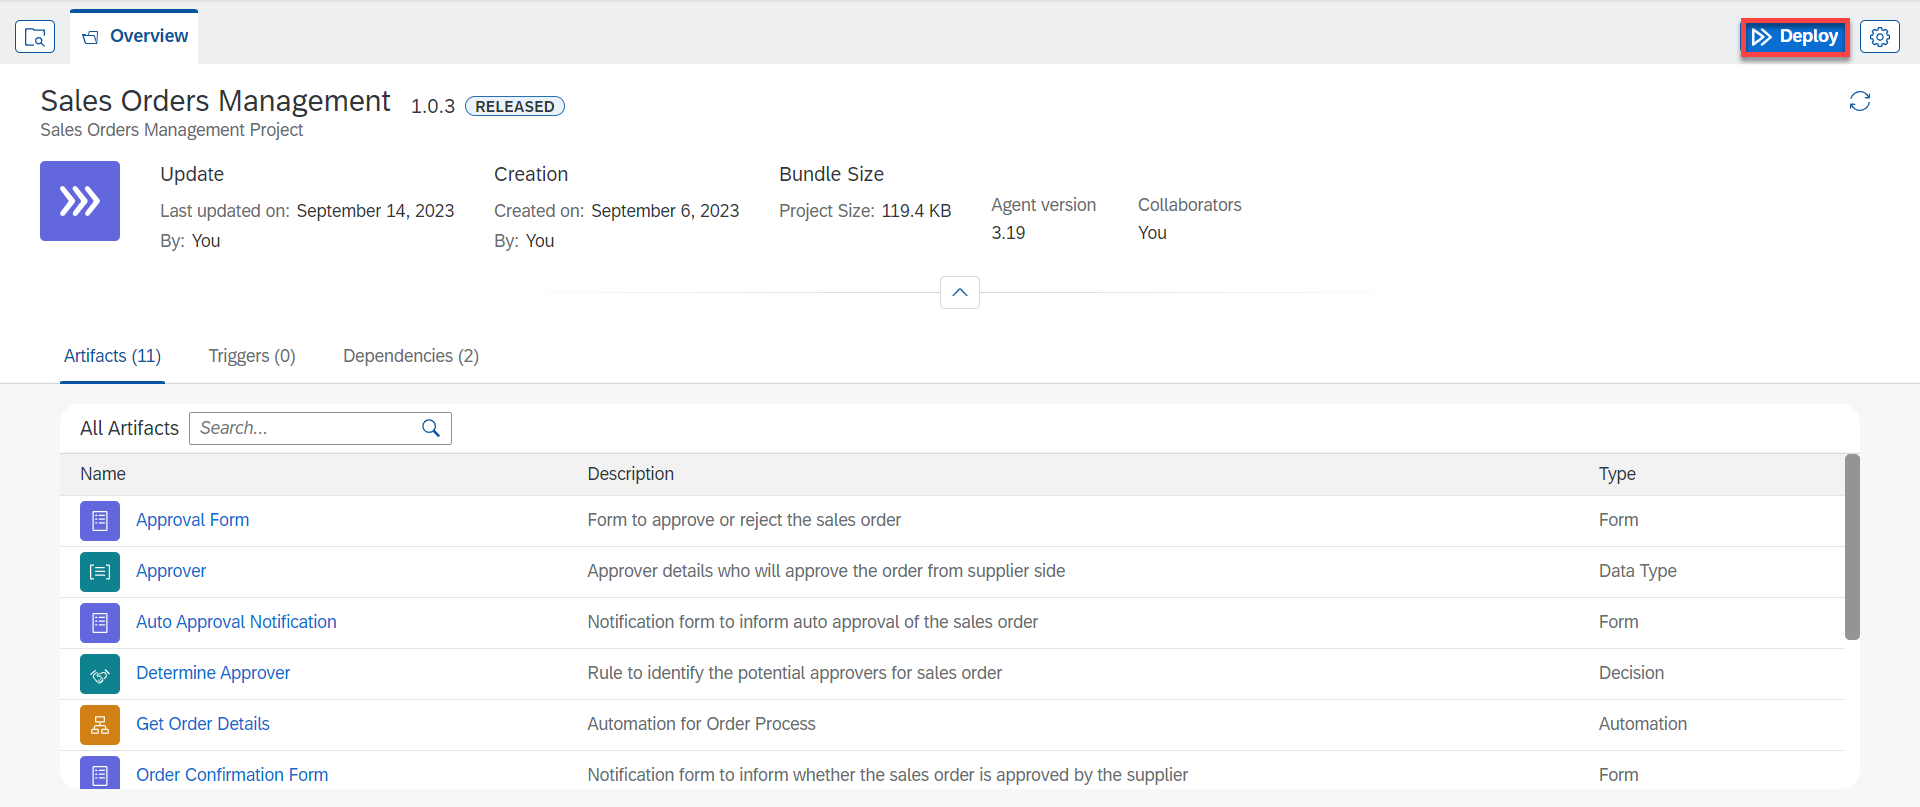 Overview
Deploy
Sales Orders Management 1.0.3 RELEASED
Sales Orders Management Project
Update
Last updated on: September 14, 2023
By: You
Creation
Created on: September 6, 2023
By: You
Bundle Size
Project Size: 119.4 KB
Agent version
3.19
Collaborators
You
Artifacts (11) Triggers (0) Dependencies (2)
All Artifacts Search...
Name Description Type
Approval Form Form to approve or reject the sales order Form
Approver Approver details who will approve the order from supplier side Data Type
Auto Approval Notification Notification form to inform auto approval of the sales order Form
Determine Approver Rule to identify the potential approvers for sales order Decision
Get Order Details Automation for Order Process Automation
Order Confirmation Form Notification form to inform whether the sales order is approved by the supplier Form